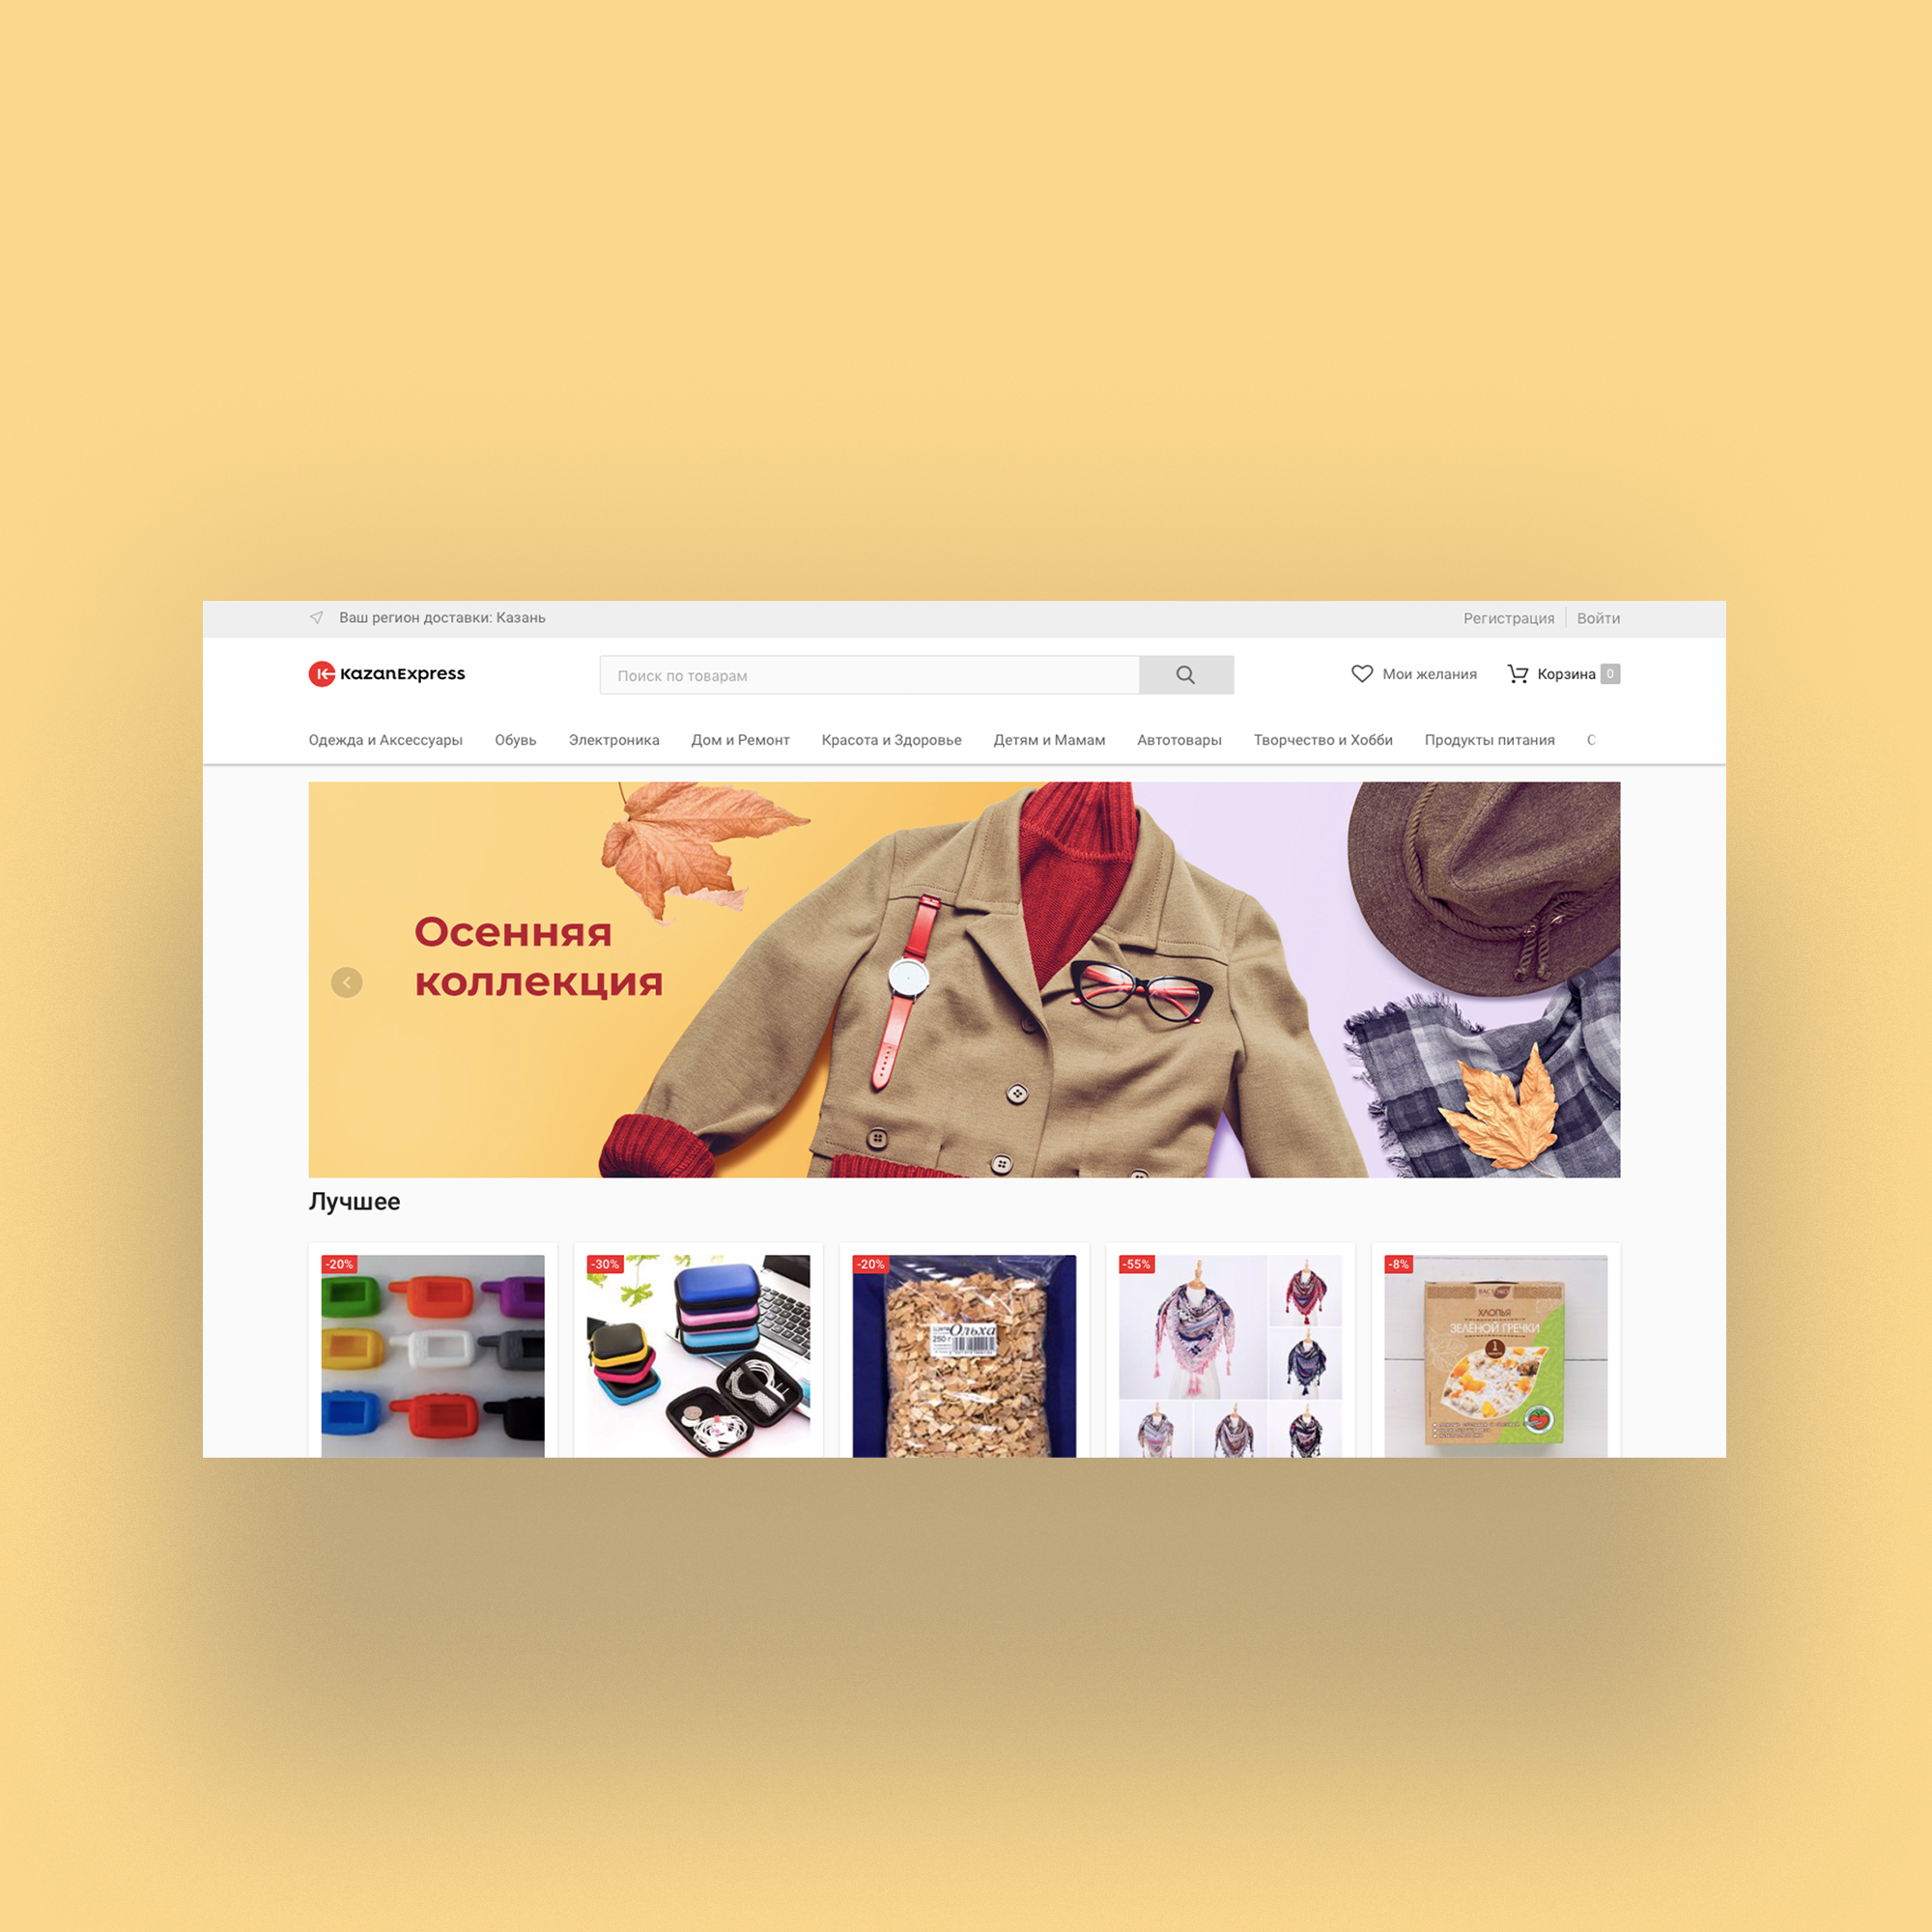 Ваш регион доставки: Казань
Регистрация
Войти
KazanExpress
Поиск по товарам
Мои желания
Корзина 0
Одежда и Аксессуары
Обувь
Электроника
Дом и Ремонт
Красота и Здоровье
Детям и Мамам
Автотовары
Творчество и Хобби
Продукты питания
С
Осенняя
коллекция
Лучшее
-20%
-30%
-20%
-55%
-8%
Ольха
250 г
ХЛОПЬЯ
ЗЕЛЕНОЙ ГРЕЧКИ
1